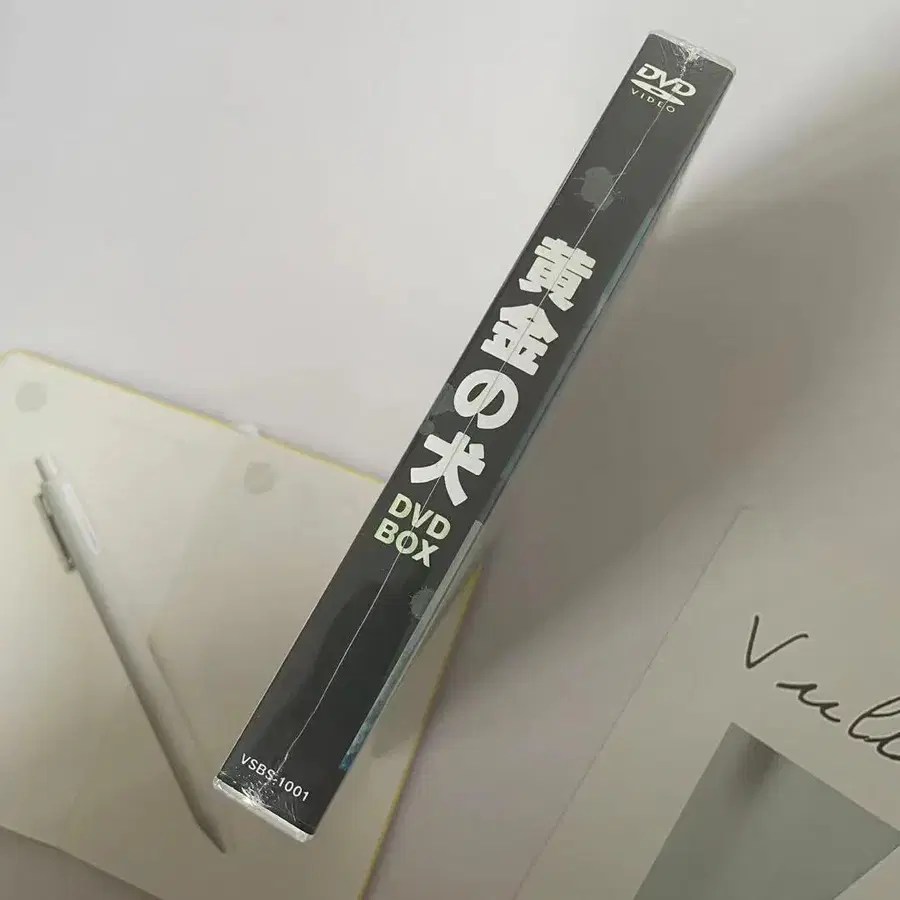 DVD
VIDEO
黄金の犬
DVD
BOX
VSBS-1001